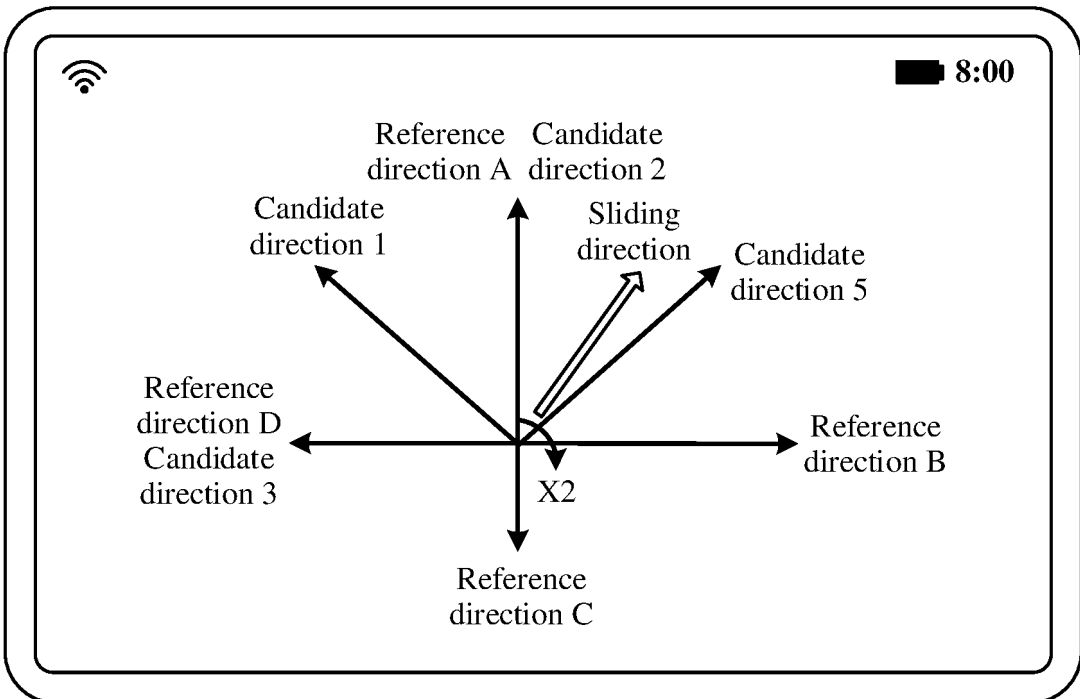 8:00
Reference
direction A
Candidate
direction 2
Candidate
direction 1
Sliding
direction
Candidate
direction 5
Reference
direction D
Candidate
direction 3
Reference
direction B
X2
Reference
direction C